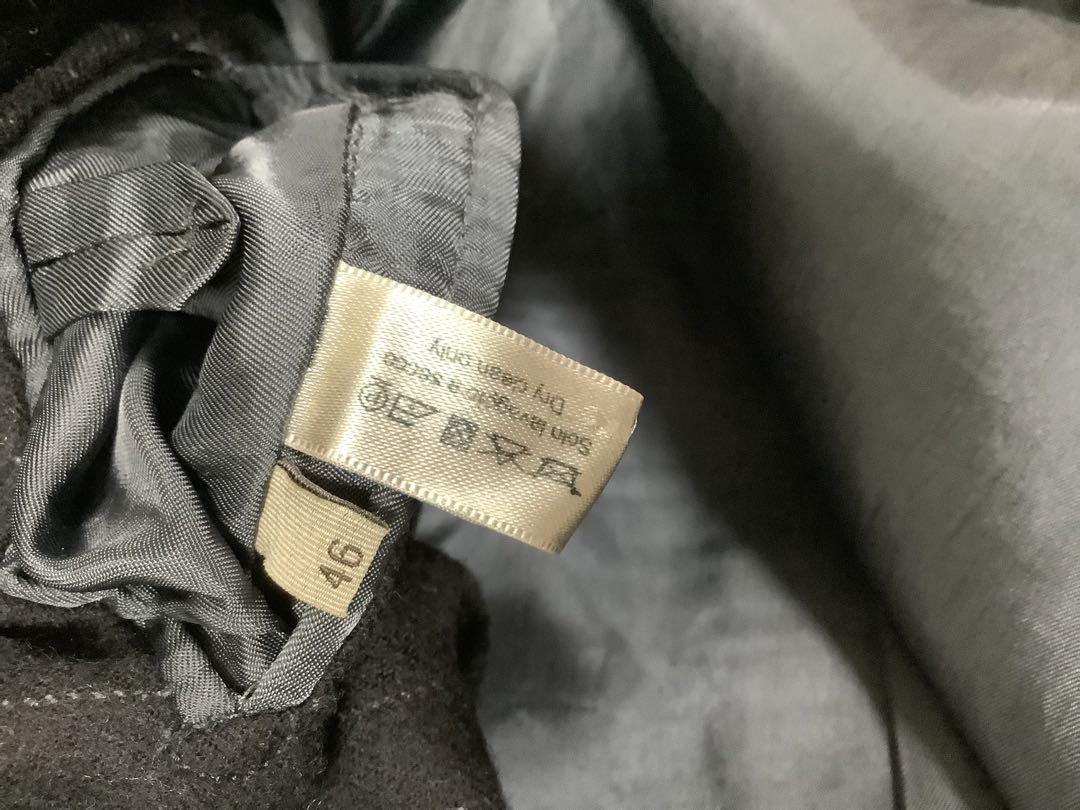 Solo lavaggio a secco
Dry clean only
46